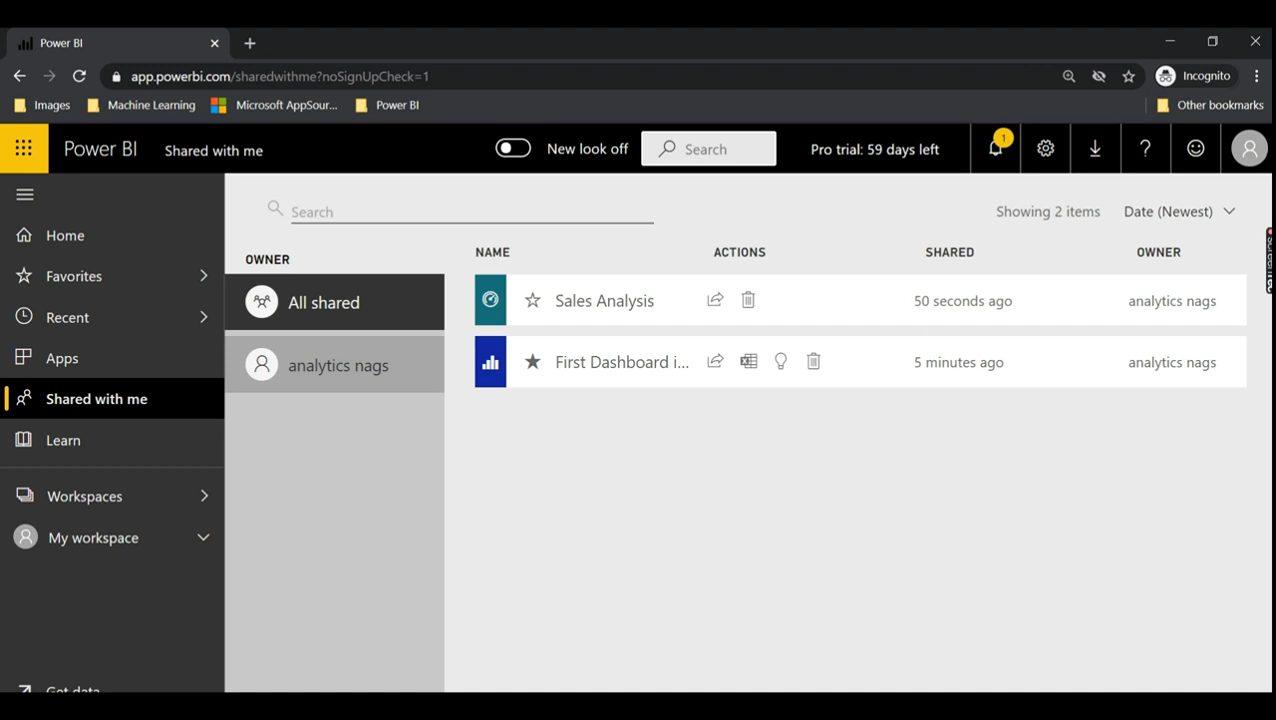 Power BI
app.powerbi.com/sharedwithme?noSignUpCheck=1
Incognito
Images
Machine Learning
Microsoft AppSour...
Power BI
Other bookmarks
Power BI
Shared with me
New look off
Search
Pro trial: 59 days left
1
Home
Favorites
Recent
Apps
Shared with me
Learn
Workspaces
My workspace
Get data
Search
Showing 2 items
Date (Newest)
OWNER
All shared
analytics nags
NAME ACTIONS SHARED OWNER
Sales Analysis 50 seconds ago analytics nags
First Dashboard i... 5 minutes ago analytics nags